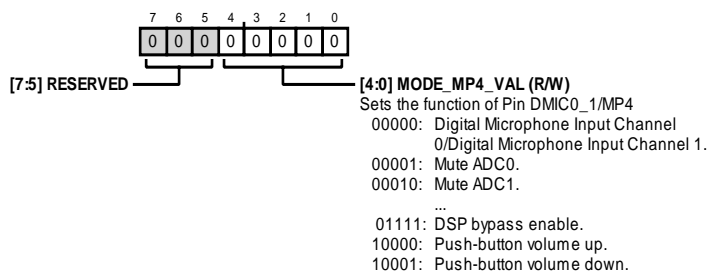 7 6 5 4 3 2 1 0
0 0 0 0 0 0 0 0
[7:5] RESERVED
[4:0] MODE_MP4_VAL (R/W)
Sets the function of Pin DMIC0_1/MP4
00000: Digital Microphone Input Channel
0/Digital Microphone Input Channel 1.
00001: Mute ADC0.
00010: Mute ADC1.
...
01111: DSP bypass enable.
10000: Push-button volume up.
10001: Push-button volume down.